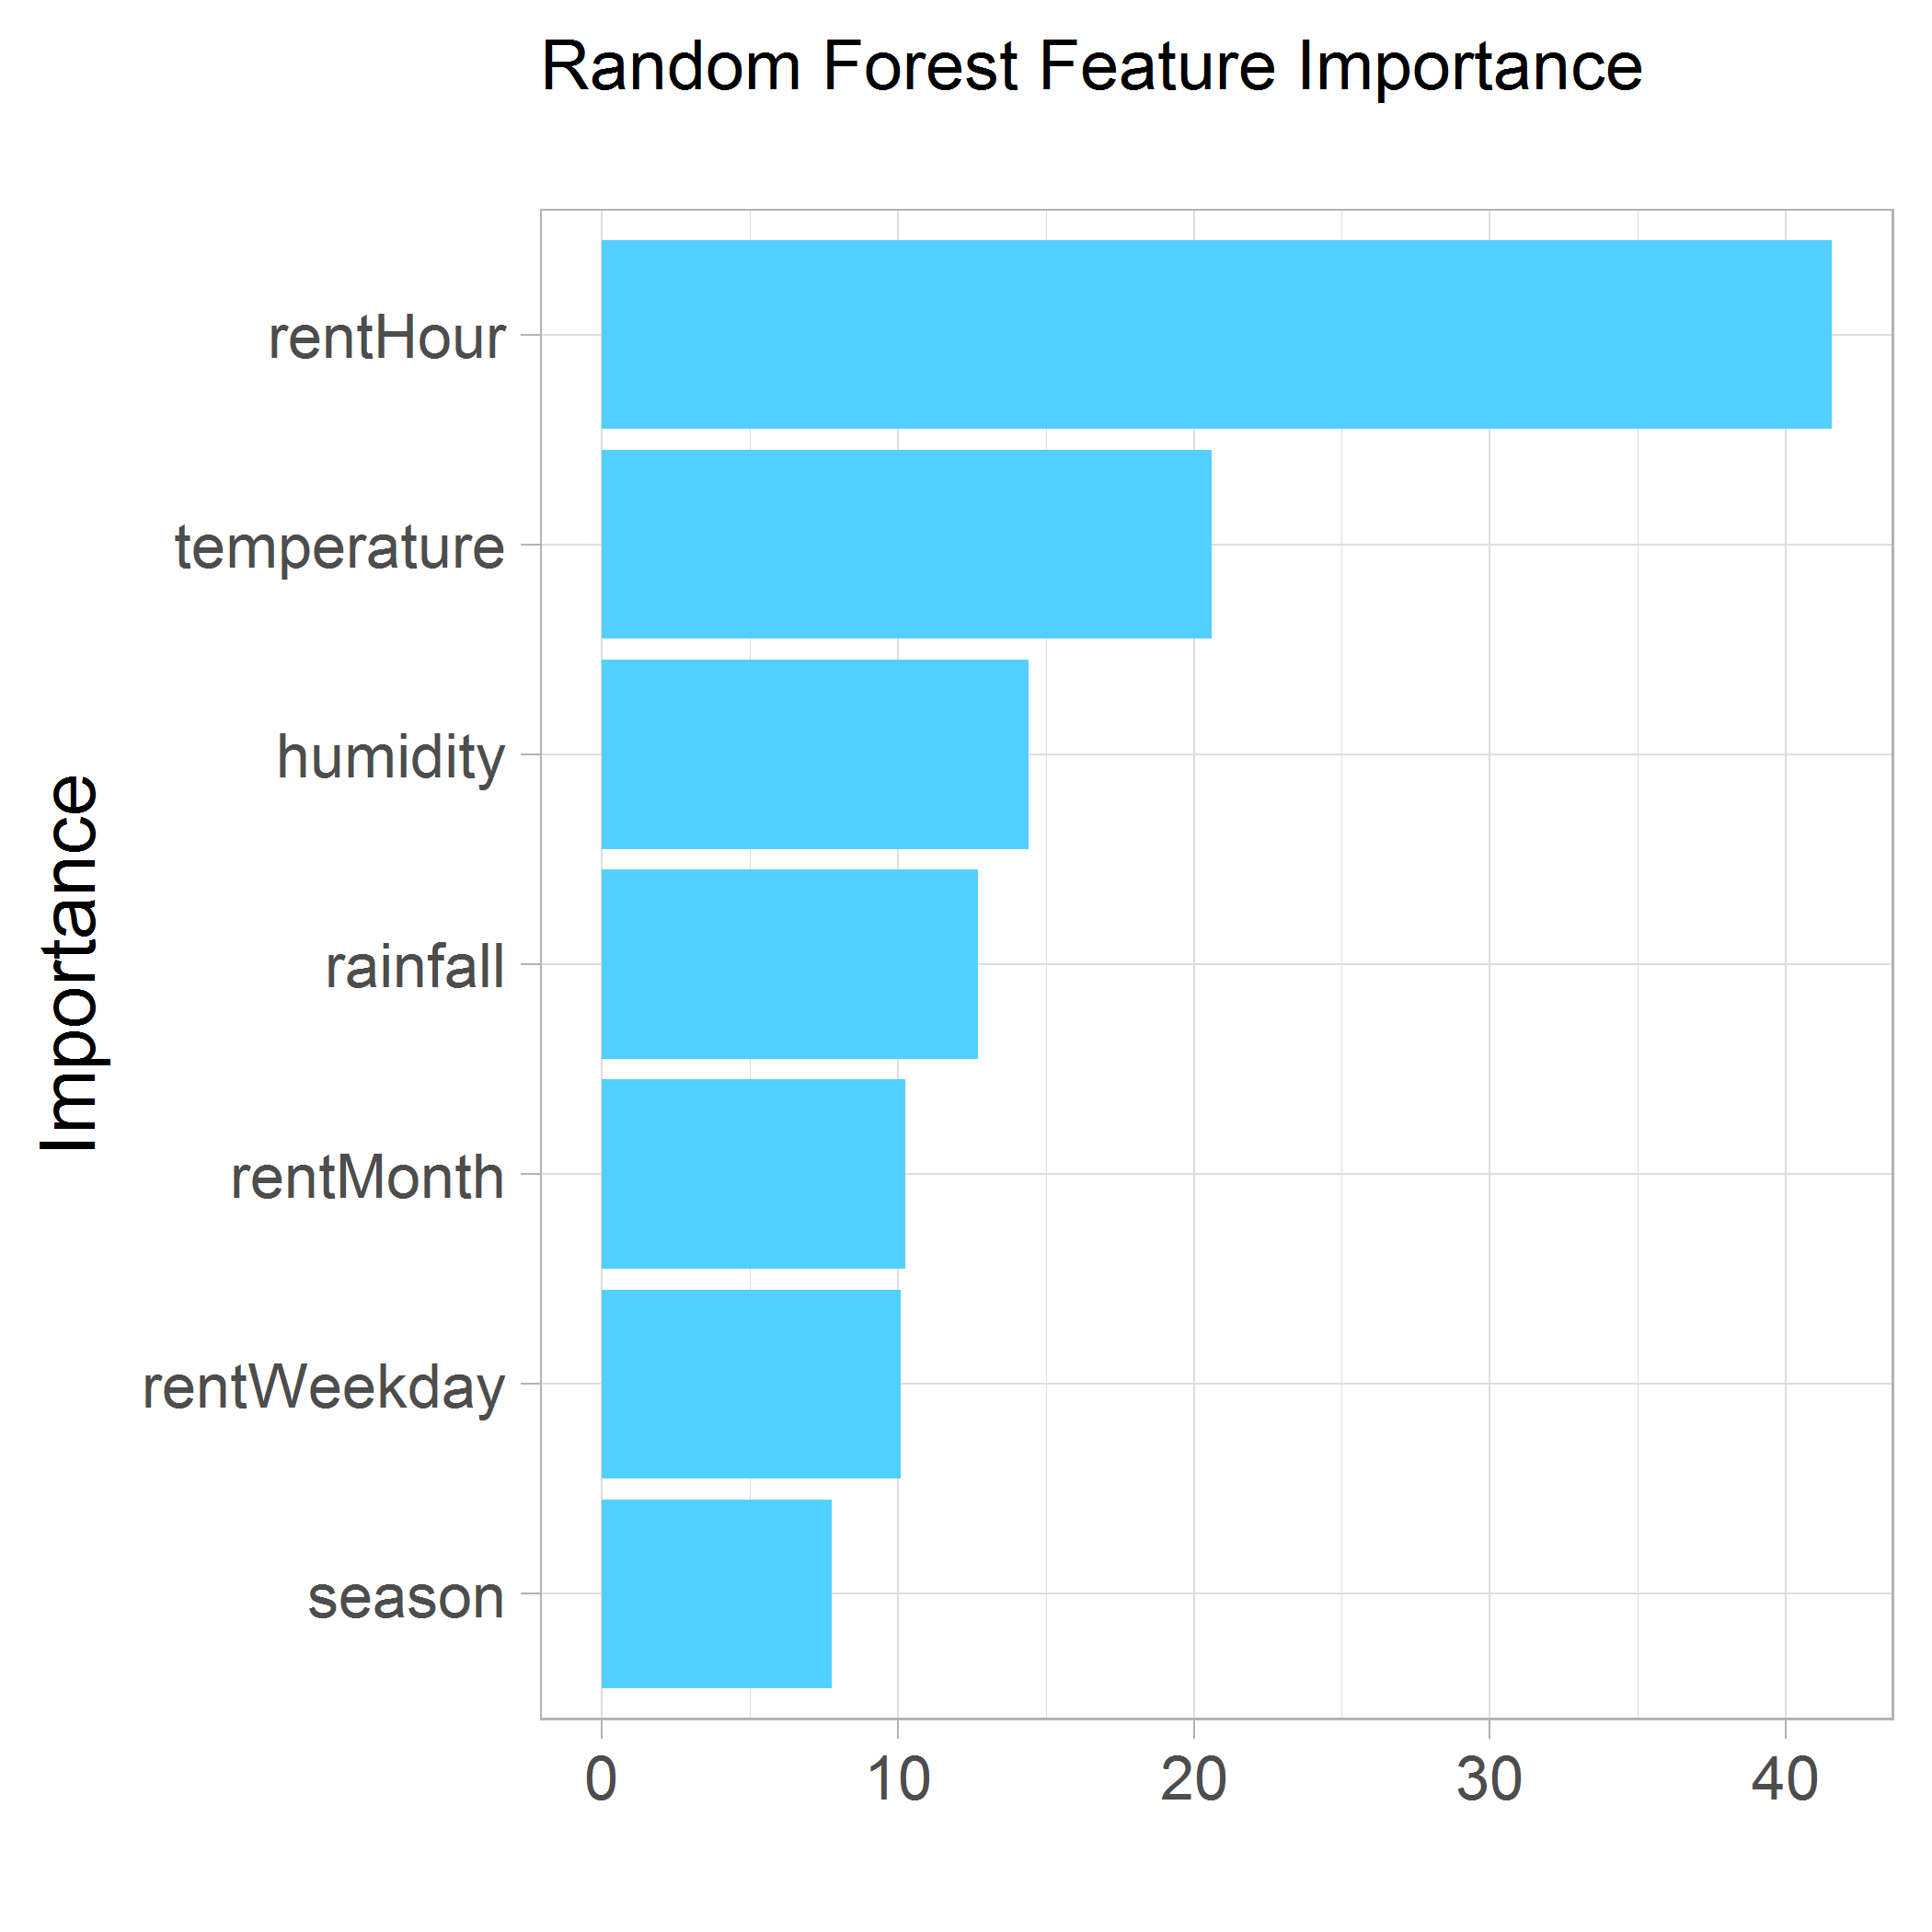 Random Forest Feature Importance
Importance
rentHour
temperature
humidity
rainfall
rentMonth
rentWeekday
season
0 10 20 30 40